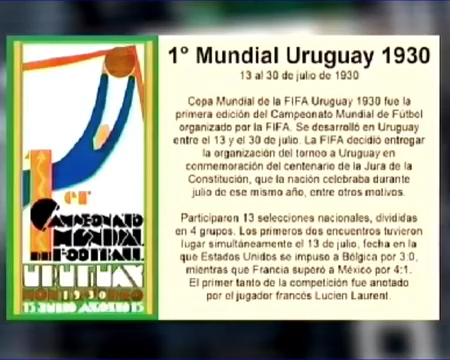 1er
CAMPEONATO
MUNDIAL
DE FOOTBALL
URUGUAY
1930
15 JULIO AGOSTO 15
1º Mundial Uruguay 1930
13 al 30 de julio de 1930
Copa Mundial de la FIFA Uruguay 1930 fue la
primera edición del Campeonato Mundial de Fútbol
organizado por la FIFA. Se desarrolló en Uruguay
entre el 13 y el 30 de julio. La FIFA decidió entregar
la organización del torneo a Uruguay en
conmemoración del centenario de la Jura de la
Constitución, que la nación celebraba durante
julio de ese mismo año, entre otros motivos.
Participaron 13 selecciones nacionales, divididas
en 4 grupos. Los primeros dos encuentros tuvieron
lugar simultáneamente el 13 de julio, fecha en la
que Estados Unidos se impuso a Bélgica por 3:0,
mientras que Francia superó a México por 4:1.
El primer tanto de la competición fue anotado
por el jugador francés Lucien Laurent.